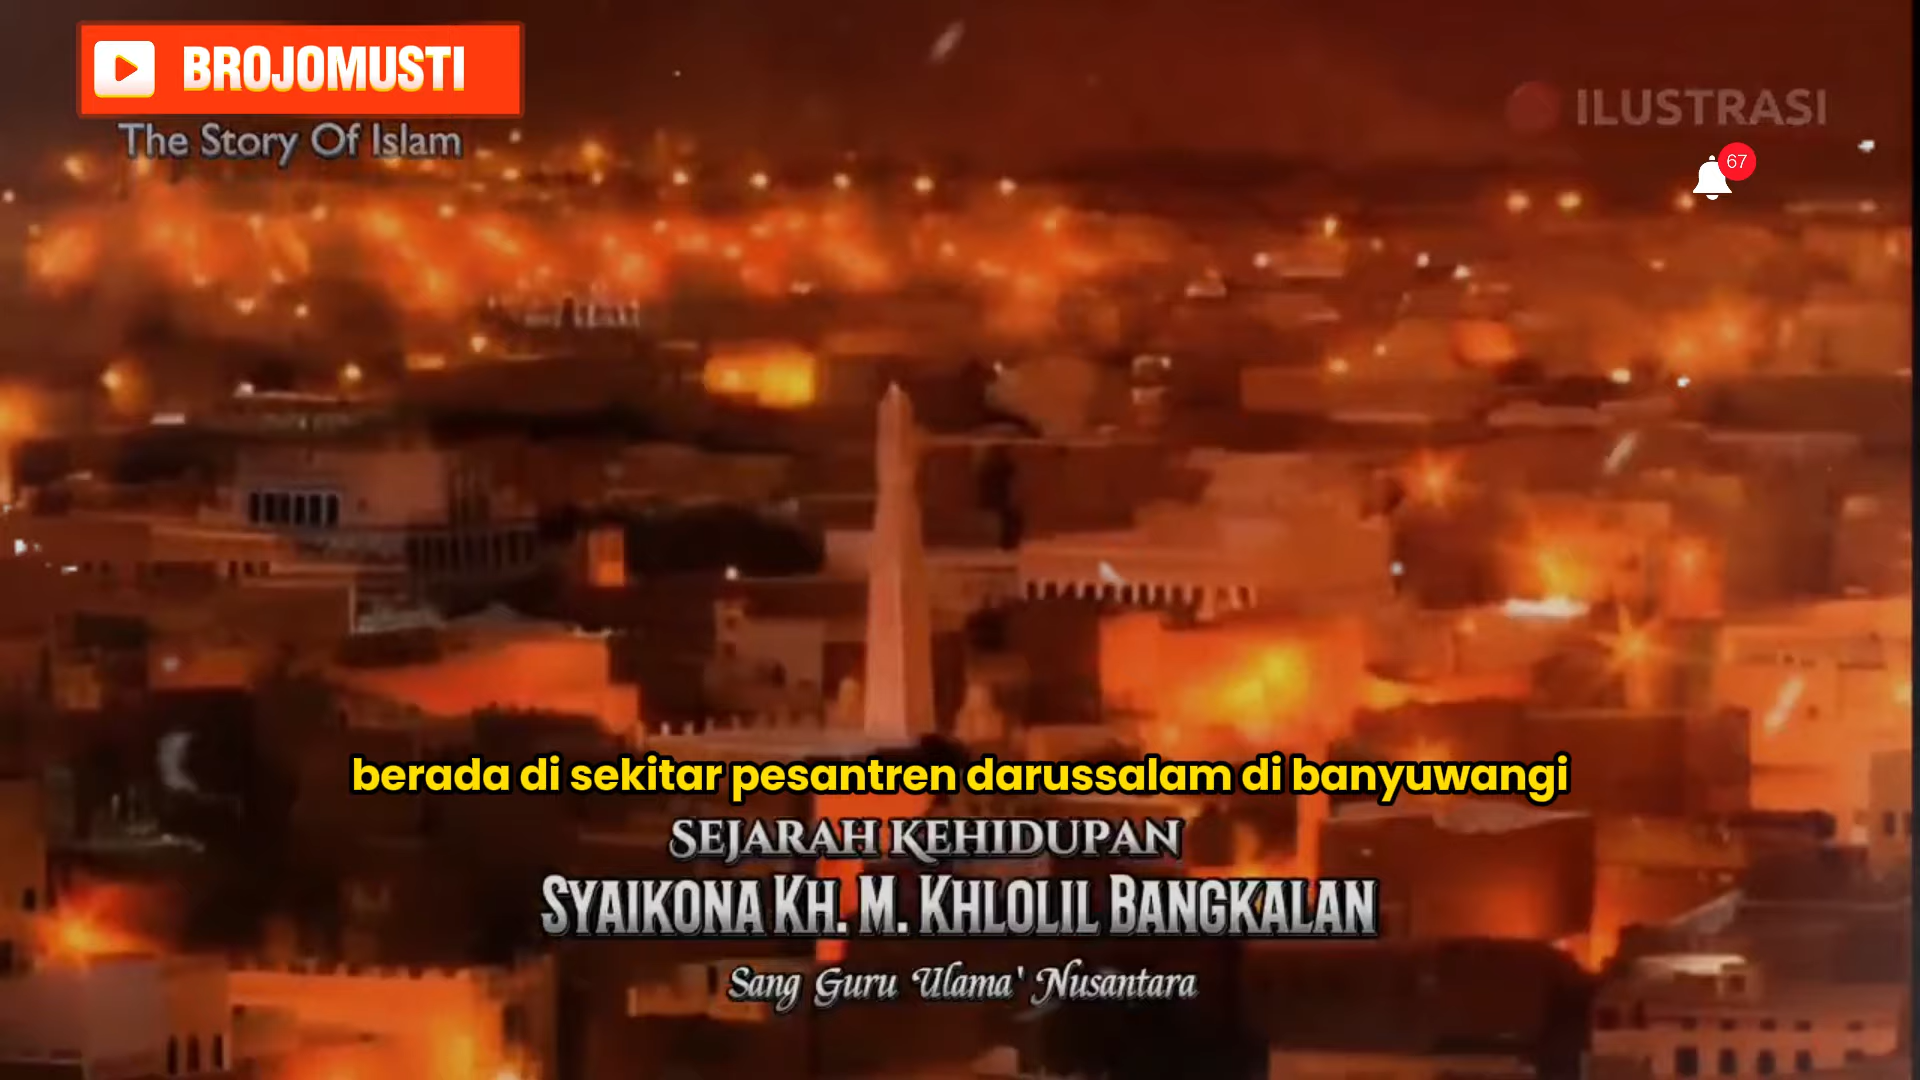 BROJOMUSTI
The Story Of Islam
ILUSTRASI
67
berada di sekitar pesantren darussalam di banyuwangi
SEJARAH KEHIDUPAN
SYAIKONA KH. M. KHLOLIL BANGKALAN
Sang Guru Ulama' Nusantara